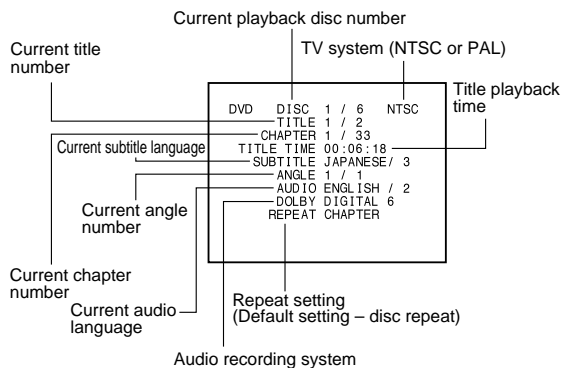 Current playback disc number
TV system (NTSC or PAL)
Current title
number
Title playback
time
DVD DISC 1 / 6 NTSC
TITLE 1 / 2
CHAPTER 1 / 33
TITLE TIME 00:06:18
SUBTITLE JAPANESE/ 3
ANGLE 1 / 1
AUDIO ENGLISH / 2
DOLBY DIGITAL 6
REPEAT CHAPTER
Current subtitle language
Current angle
number
Current chapter
number
Current audio
language
Repeat setting
(Default setting – disc repeat)
Audio recording system